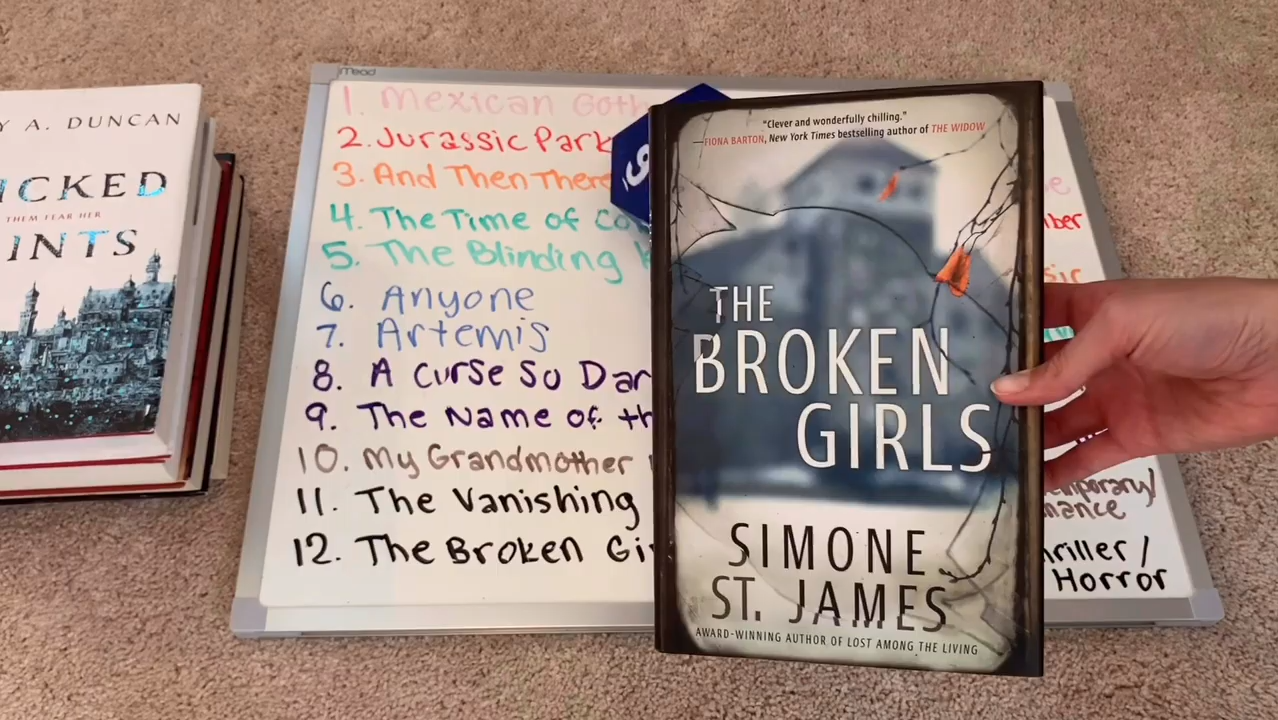 Mead
Y A. DUNCAN
ICKED
THEM FEAR HER
INTS
1. Mexican Goth
2. Jurassic Park
3. And Then There
4. The Time of Co
5. The Blinding
6. Anyone
7. Artemis
8. A Curse So Dar
9. The Name of th
10. My Grandmother
11. The Vanishing
12. The Broken Gi
"Clever and wonderfully chilling."
—FIONA BARTON, New York Times bestselling author of THE WIDOW
THE
BROKEN
GIRLS
SIMONE
ST. JAMES
AWARD-WINNING AUTHOR OF LOST AMONG THE LIVING
ber
sic
emporary/
mance
hriller /
Horror